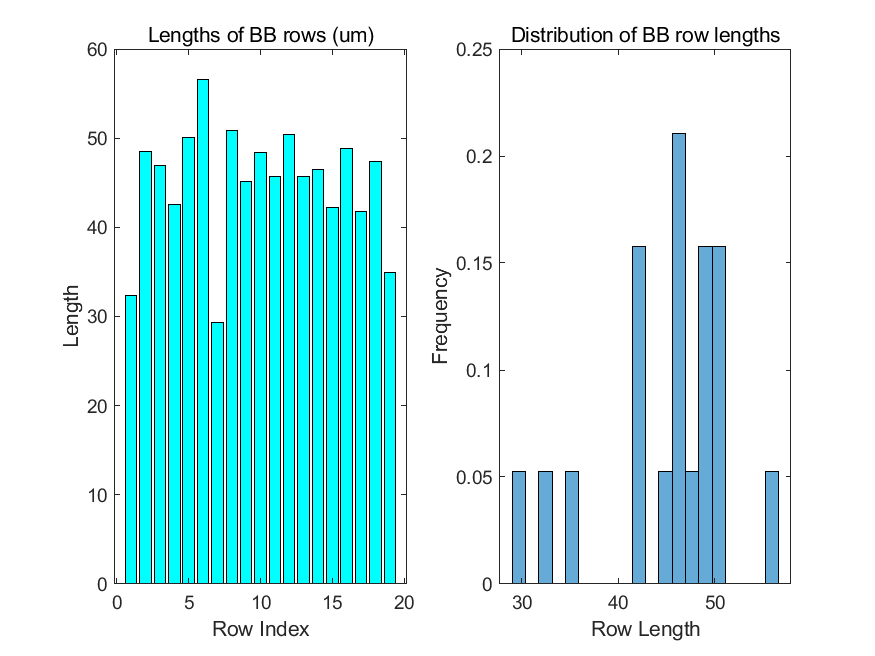 Lengths of BB rows (um)
60
50
40
30
20
10
0
Length
0 5 10 15 20
Row Index
Distribution of BB row lengths
0.25
0.2
0.15
0.1
0.05
0
Frequency
30 40 50
Row Length